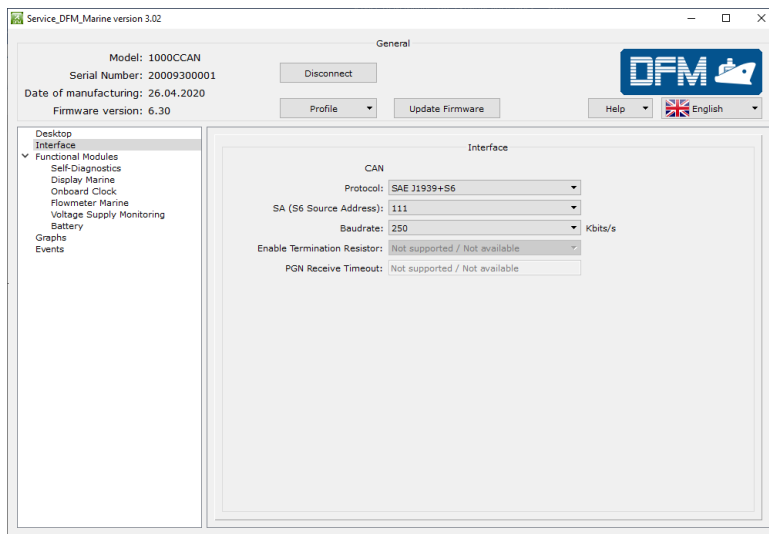 Service_DFM_Marine version 3.02
General
Model: 1000CCAN
Serial Number: 20009300001
Date of manufacturing: 26.04.2020
Firmware version: 6.30
Disconnect
Profile
Update Firmware
DFM
Help
English
Desktop
Interface
Functional Modules
Self-Diagnostics
Display Marine
Onboard Clock
Flowmeter Marine
Voltage Supply Monitoring
Battery
Graphs
Events
Interface
CAN
Protocol: SAE J1939+S6
SA (S6 Source Address): 111
Baudrate: 250 Kbits/s
Enable Termination Resistor: Not supported / Not available
PGN Receive Timeout: Not supported / Not available